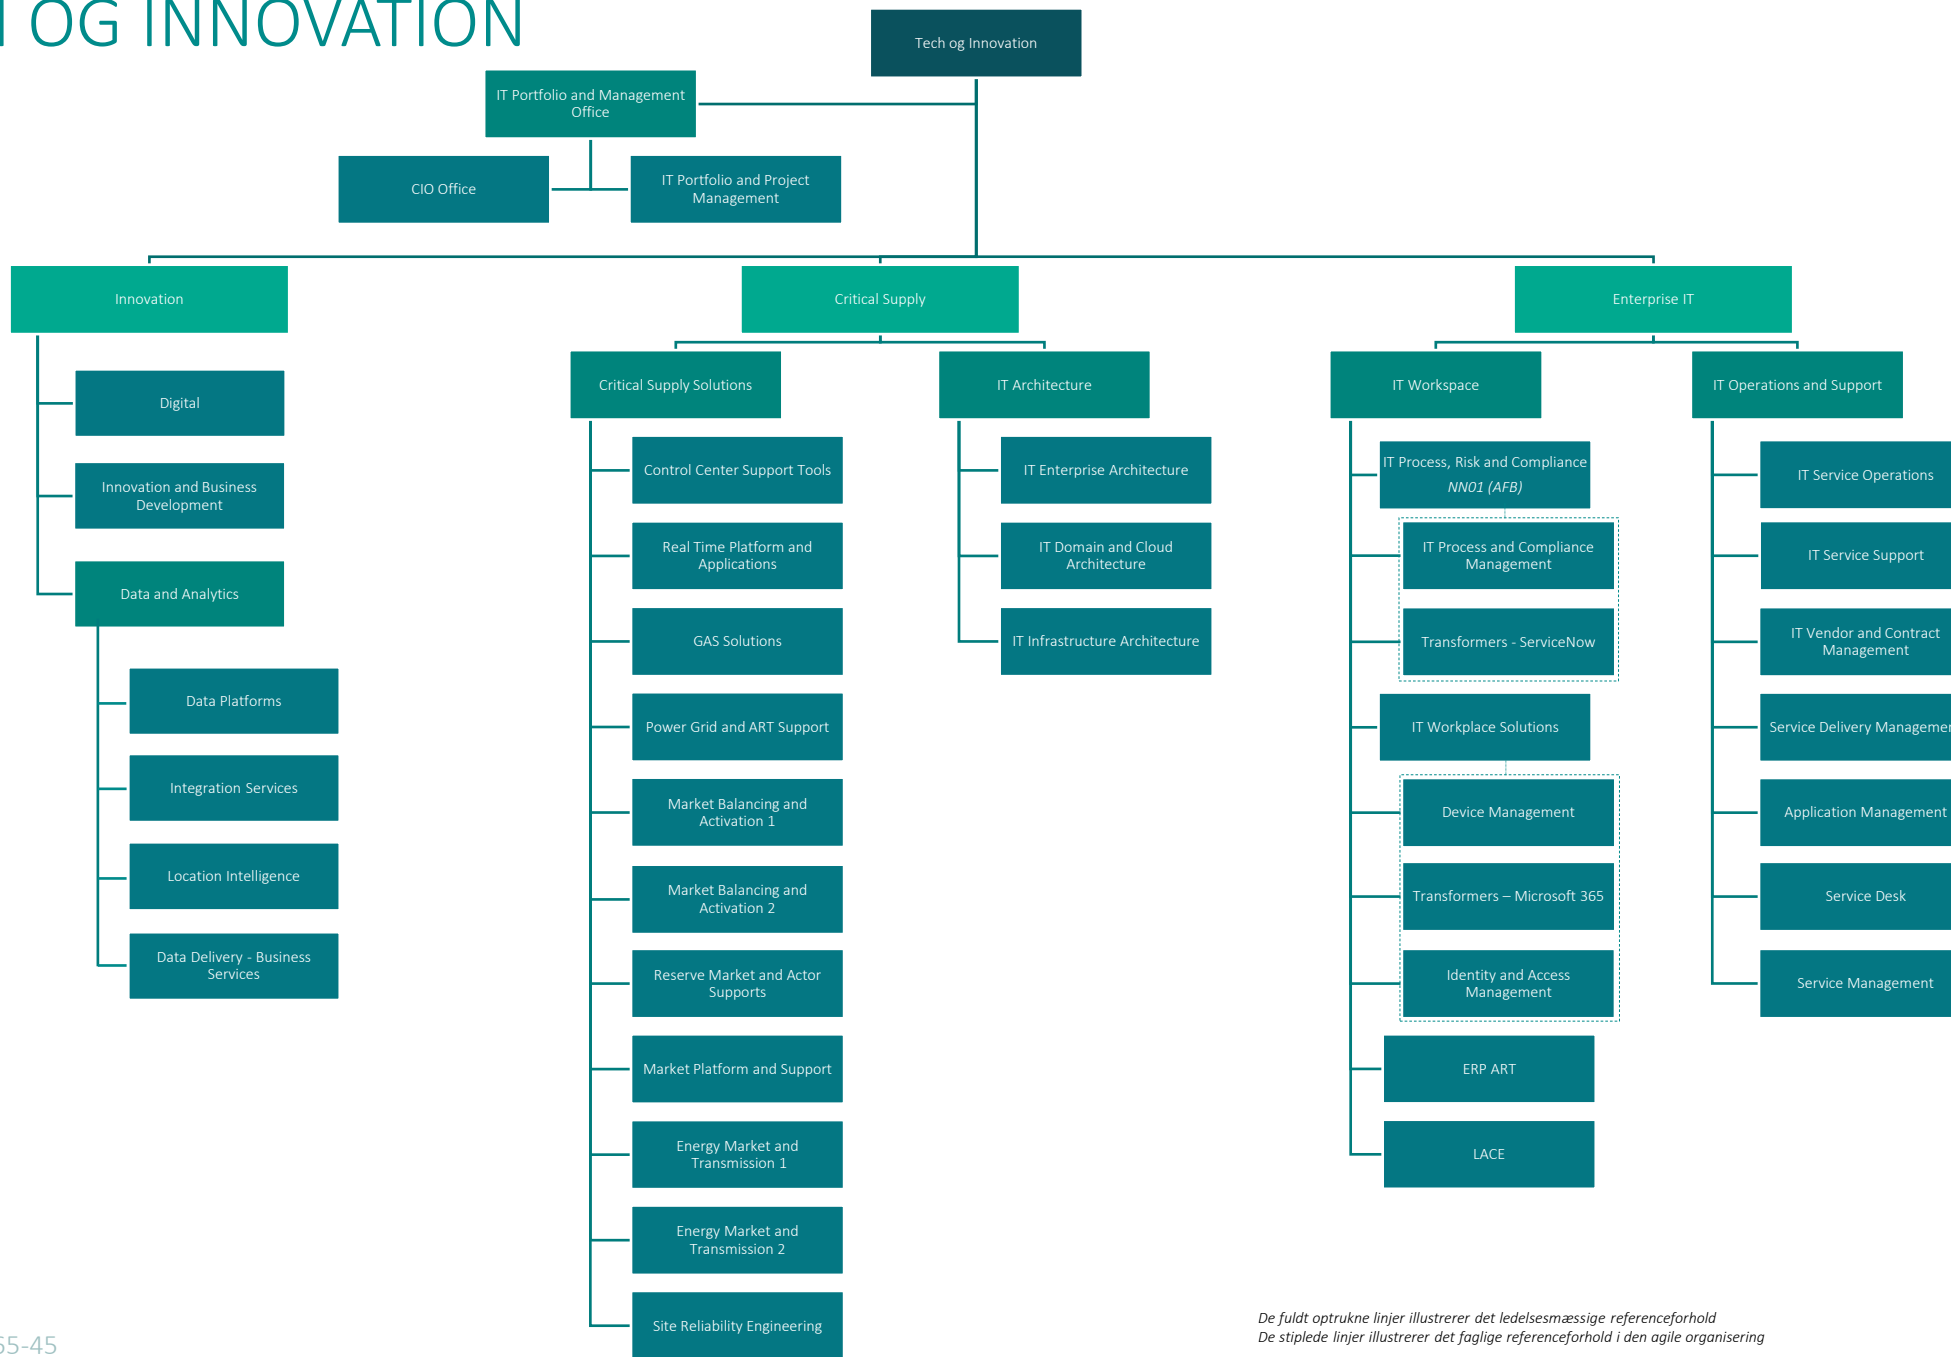 OG INNOVATION
Tech og Innovation
IT Portfolio and Management
Office
CIO Office
IT Portfolio and Project
Management
Innovation
Critical Supply
Enterprise IT
Digital
Innovation and Business
Development
Data and Analytics
Data Platforms
Integration Services
Location Intelligence
Data Delivery - Business
Services
Critical Supply Solutions
Control Center Support Tools
Real Time Platform and
Applications
GAS Solutions
Power Grid and ART Support
Market Balancing and
Activation 1
Market Balancing and
Activation 2
Reserve Market and Actor
Supports
Market Platform and Support
Energy Market and
Transmission 1
Energy Market and
Transmission 2
Site Reliability Engineering
IT Architecture
IT Enterprise Architecture
IT Domain and Cloud
Architecture
IT Infrastructure Architecture
IT Workspace
IT Process, Risk and Compliance
NN01 (AFB)
IT Process and Compliance
Management
Transformers - ServiceNow
IT Workplace Solutions
Device Management
Transformers – Microsoft 365
Identity and Access
Management
ERP ART
LACE
IT Operations and Support
IT Service Operations
IT Service Support
IT Vendor and Contract
Management
Service Delivery
Application Management
Service Desk
Service Management
De fuldt optrukne linjer illustrerer det ledelsesmæssige referenceforhold
De stiplede linjer illustrerer det faglige referenceforhold i den agile organisering
5-45